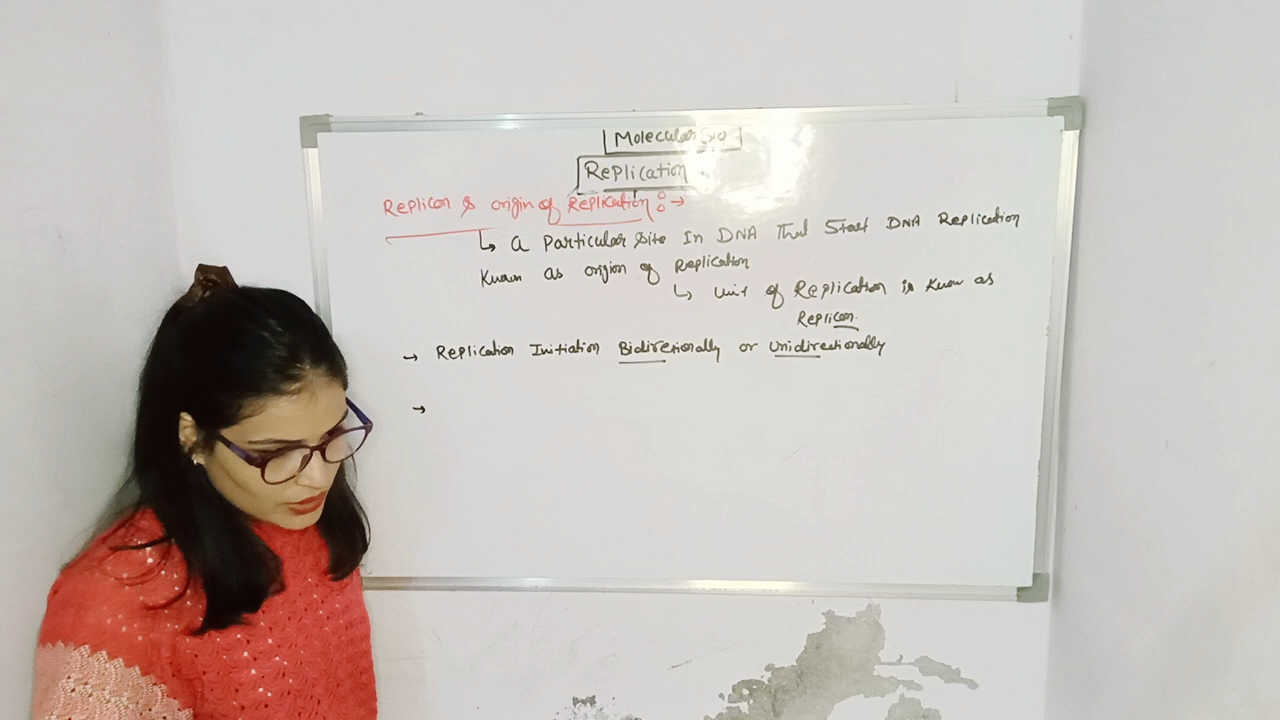 Molecular Bio
Replication
Replicon & origin of Replication :→
↳ a Particular site In DNA That Start DNA Replication
Known as origin of Replication
↳ Unit of Replication is Known as
Replicon.
→ Replication Initiation Bidirectionally or Unidirectionally
→